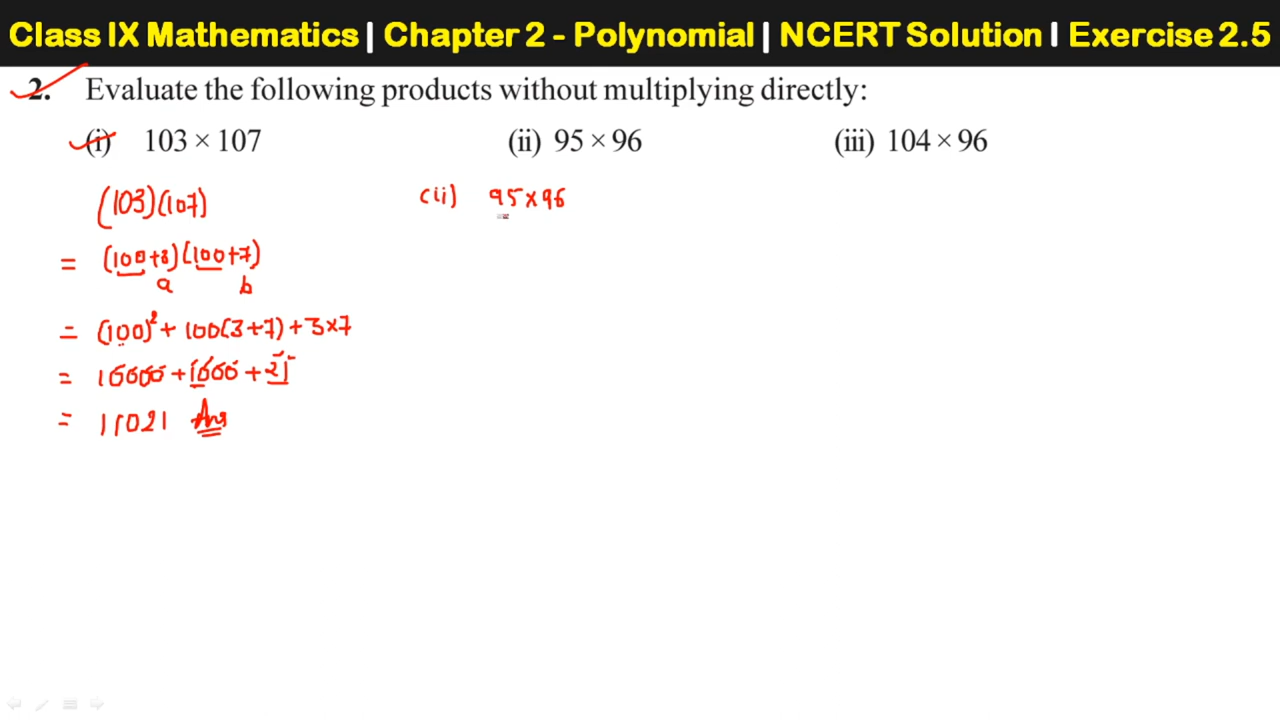 Class IX Mathematics | Chapter 2 - Polynomial | NCERT Solution I Exercise 2.5
2. Evaluate the following products without multiplying directly:
(i) 103 × 107 (ii) 95 × 96 (iii) 104 × 96
(103)(107)
= (100+3)(100+7)
a b
= (100)² + 100(3+7) + 3×7
= 10000 + 1000 + 21
= 11021 Ans
(ii) 95×96